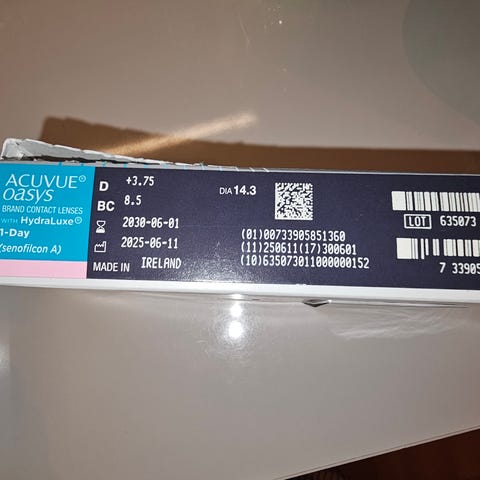 ACUVUE®
oasys
BRAND CONTACT LENSES
WITH HydraLuxe®
1-Day
(senofilcon A)
D +3.75
BC 8.5
2030-06-01
2025-06-11
MADE IN IRELAND
DIA 14.3
(01)00733905851360
(11)250611(17)300601
(10)635073011000000152
LOT 635073
7 33905